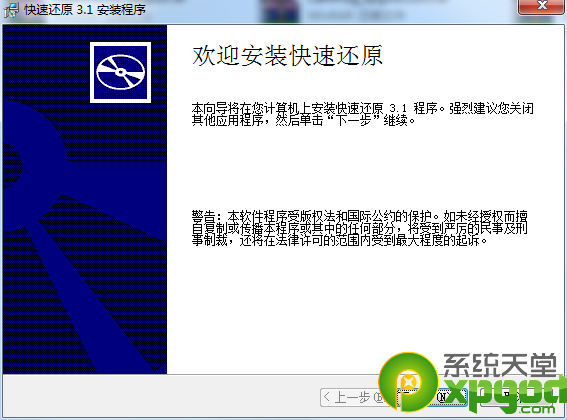 快速还原 3.1 安装程序
欢迎安装快速还原
本向导将在您计算机上安装快速还原 3.1 程序。强烈建议您关闭
其他应用程序，然后单击“下一步”继续。
警告：本软件程序受版权法和国际公约的保护。如未经授权而擅
自复制或传播本程序或其中的任何部分，将受到严厉的民事及刑
事制裁，还将在法律许可的范围内受到最大程度的起诉。
系统天堂
xpgod
< 上一步